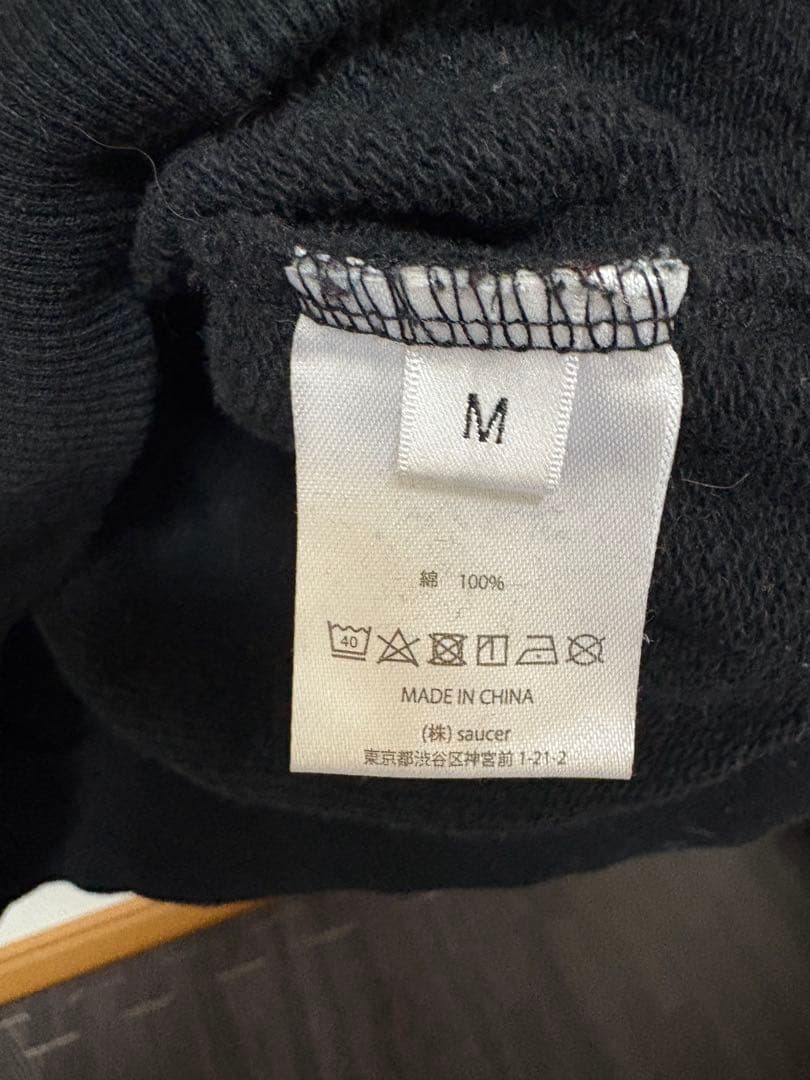 M
綿 100%
40
MADE IN CHINA
(株) saucer
東京都渋谷区神宮前 1-21-2